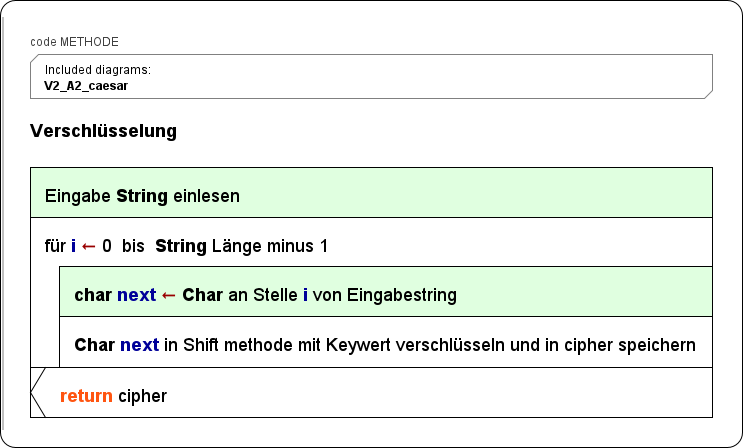 code METHODE
Included diagrams:
V2_A2_caesar
Verschlüsselung
Eingabe String einlesen
für i ← 0 bis String Länge minus 1
char next ← Char an Stelle i von Eingabestring
Char next in Shift methode mit Keywert verschlüsseln und in cipher speichern
return cipher